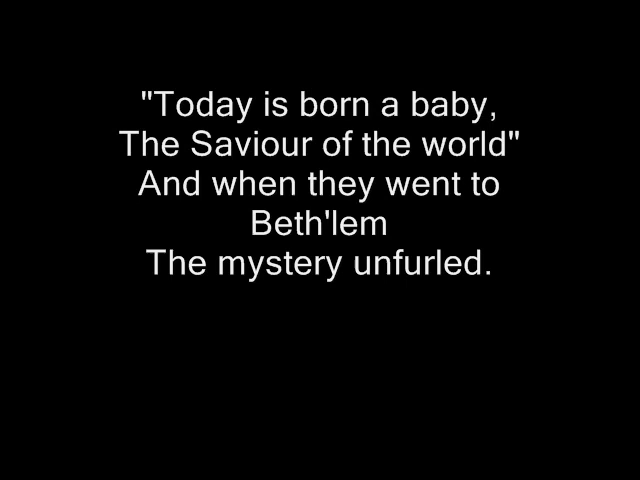 "Today is born a baby,
The Saviour of the world"
And when they went to
Beth'lem
The mystery unfurled.